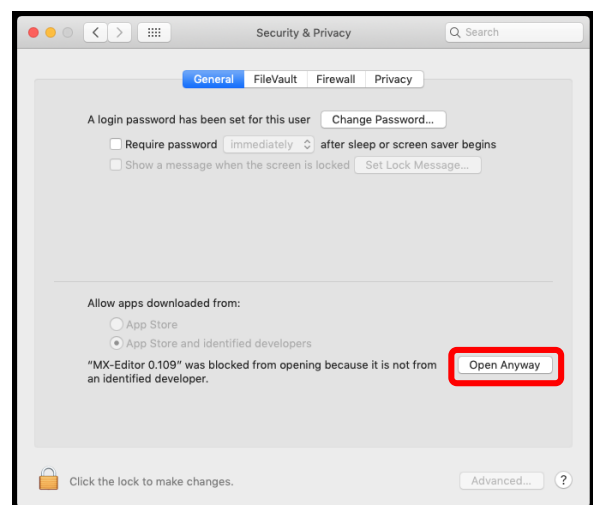 Security & Privacy
Search
General FileVault Firewall Privacy
A login password has been set for this user Change Password...
Require password immediately after sleep or screen saver begins
Show a message when the screen is locked Set Lock Message...
Allow apps downloaded from:
App Store
App Store and identified developers
“MX-Editor 0.109” was blocked from opening because it is not from Open Anyway
an identified developer.
Click the lock to make changes.
Advanced... ?